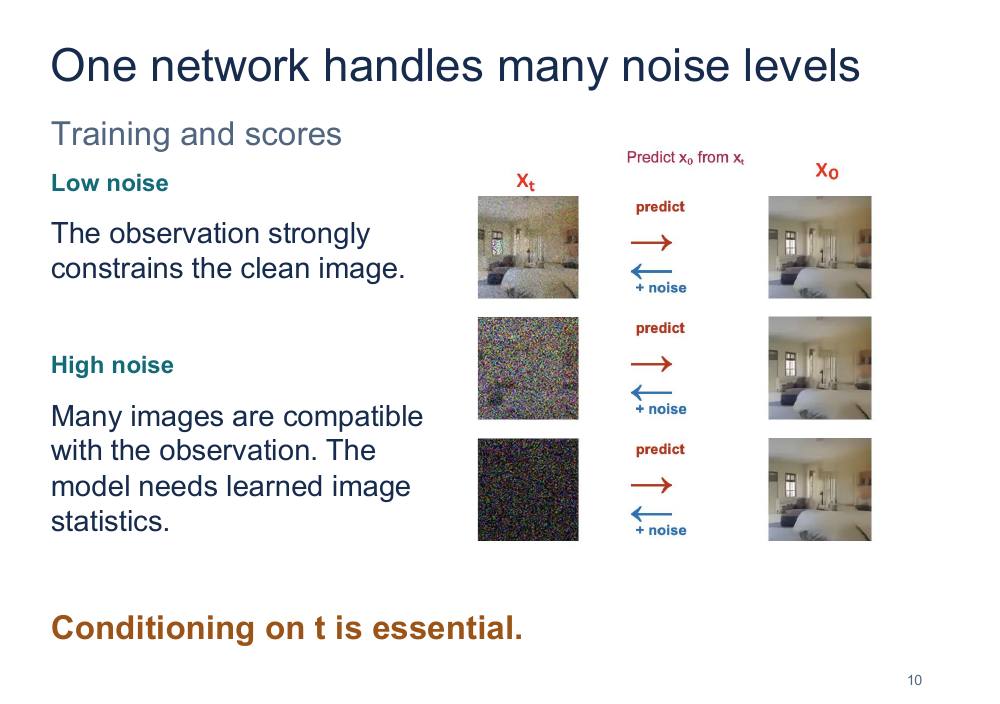 One network handles many noise levels
Training and scores
Low noise
The observation strongly
constrains the clean image.
High noise
Many images are compatible
with the observation. The
model needs learned image
statistics.
Predict x₀ from xₜ
xₜ
x₀
predict
+ noise
predict
+ noise
predict
+ noise
Conditioning on t is essential.
10